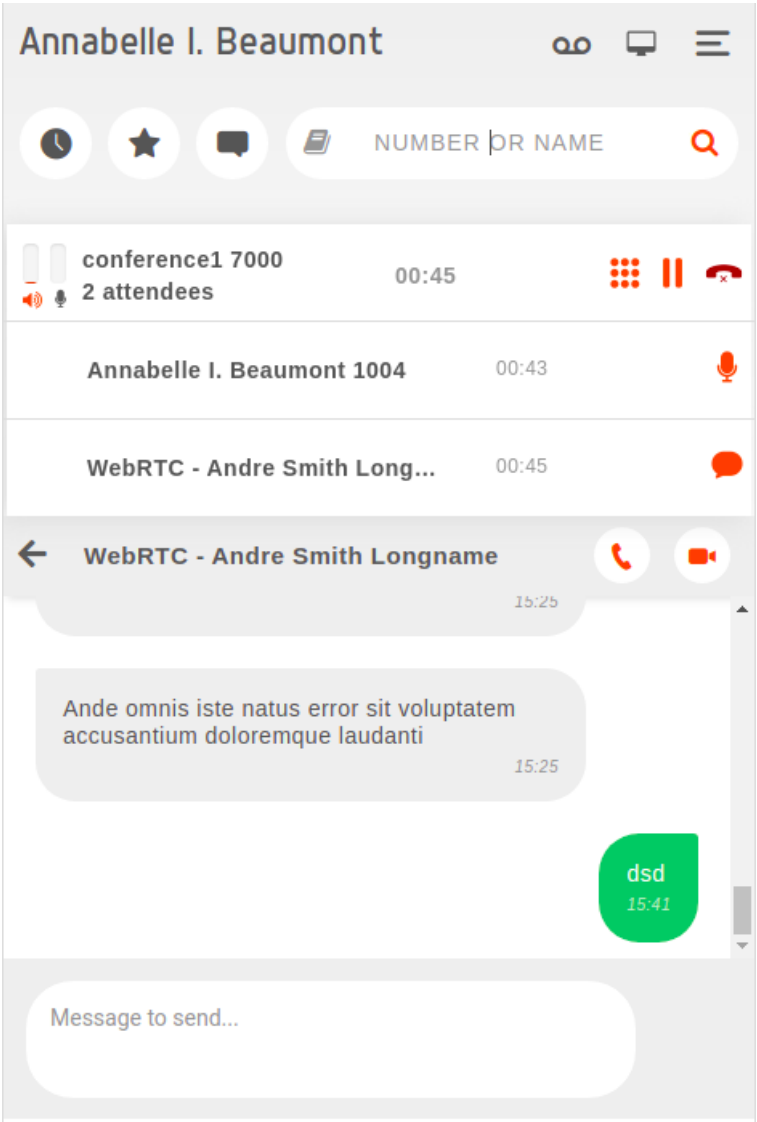 Annabelle I. Beaumont
NUMBER OR NAME
conference1 7000
2 attendees
00:45
Annabelle I. Beaumont 1004
00:43
WebRTC - Andre Smith Long...
00:45
WebRTC - Andre Smith Longname
15:25
Ande omnis iste natus error sit voluptatem
accusantium doloremque laudanti
15:25
dsd
15:41
Message to send...